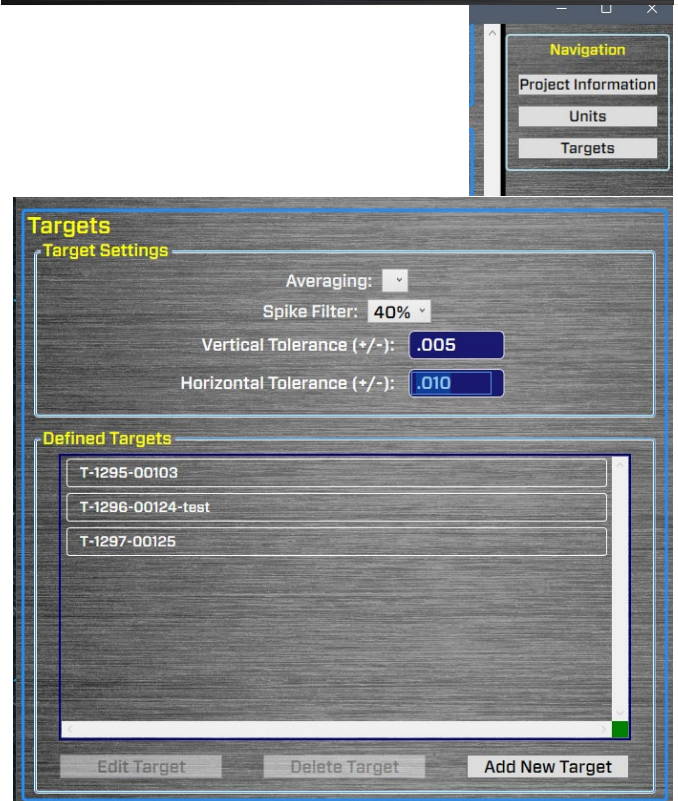 Navigation
Project Information
Units
Targets
Targets
Target Settings
Averaging:
Spike Filter: 40%
Vertical Tolerance (+/-): .005
Horizontal Tolerance (+/-): .010
Defined Targets
T-1295-00103
T-1296-00124-test
T-1297-00125
Edit Target Delete Target Add New Target